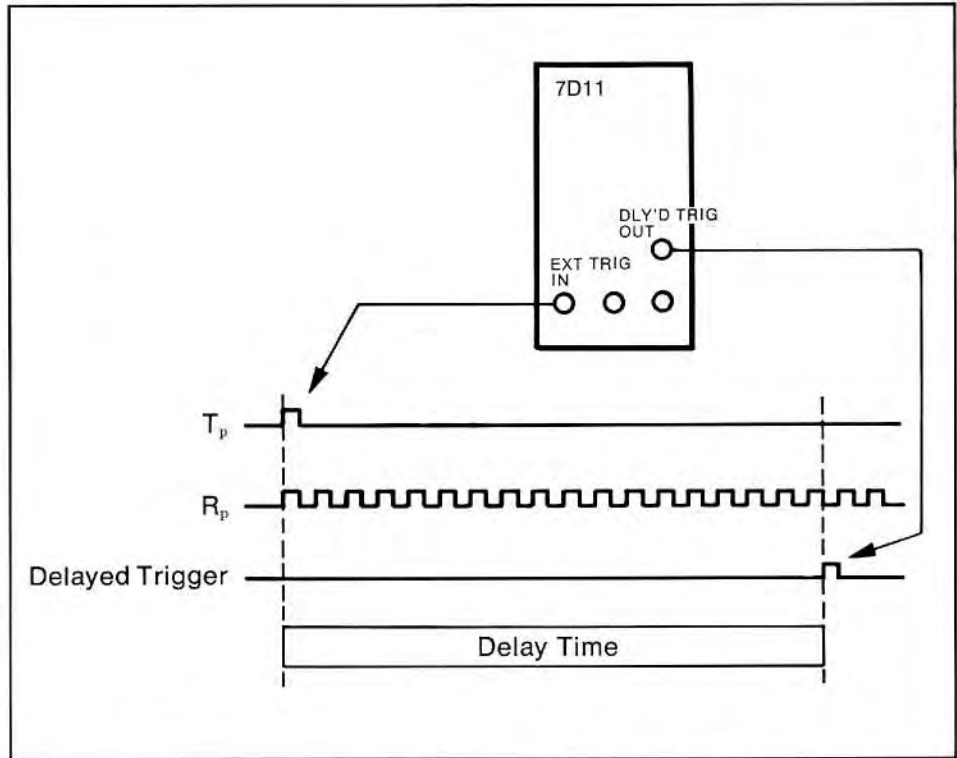 7D11
DLY'D TRIG
OUT
EXT TRIG
IN
Tp
Rp
Delayed Trigger
Delay Time